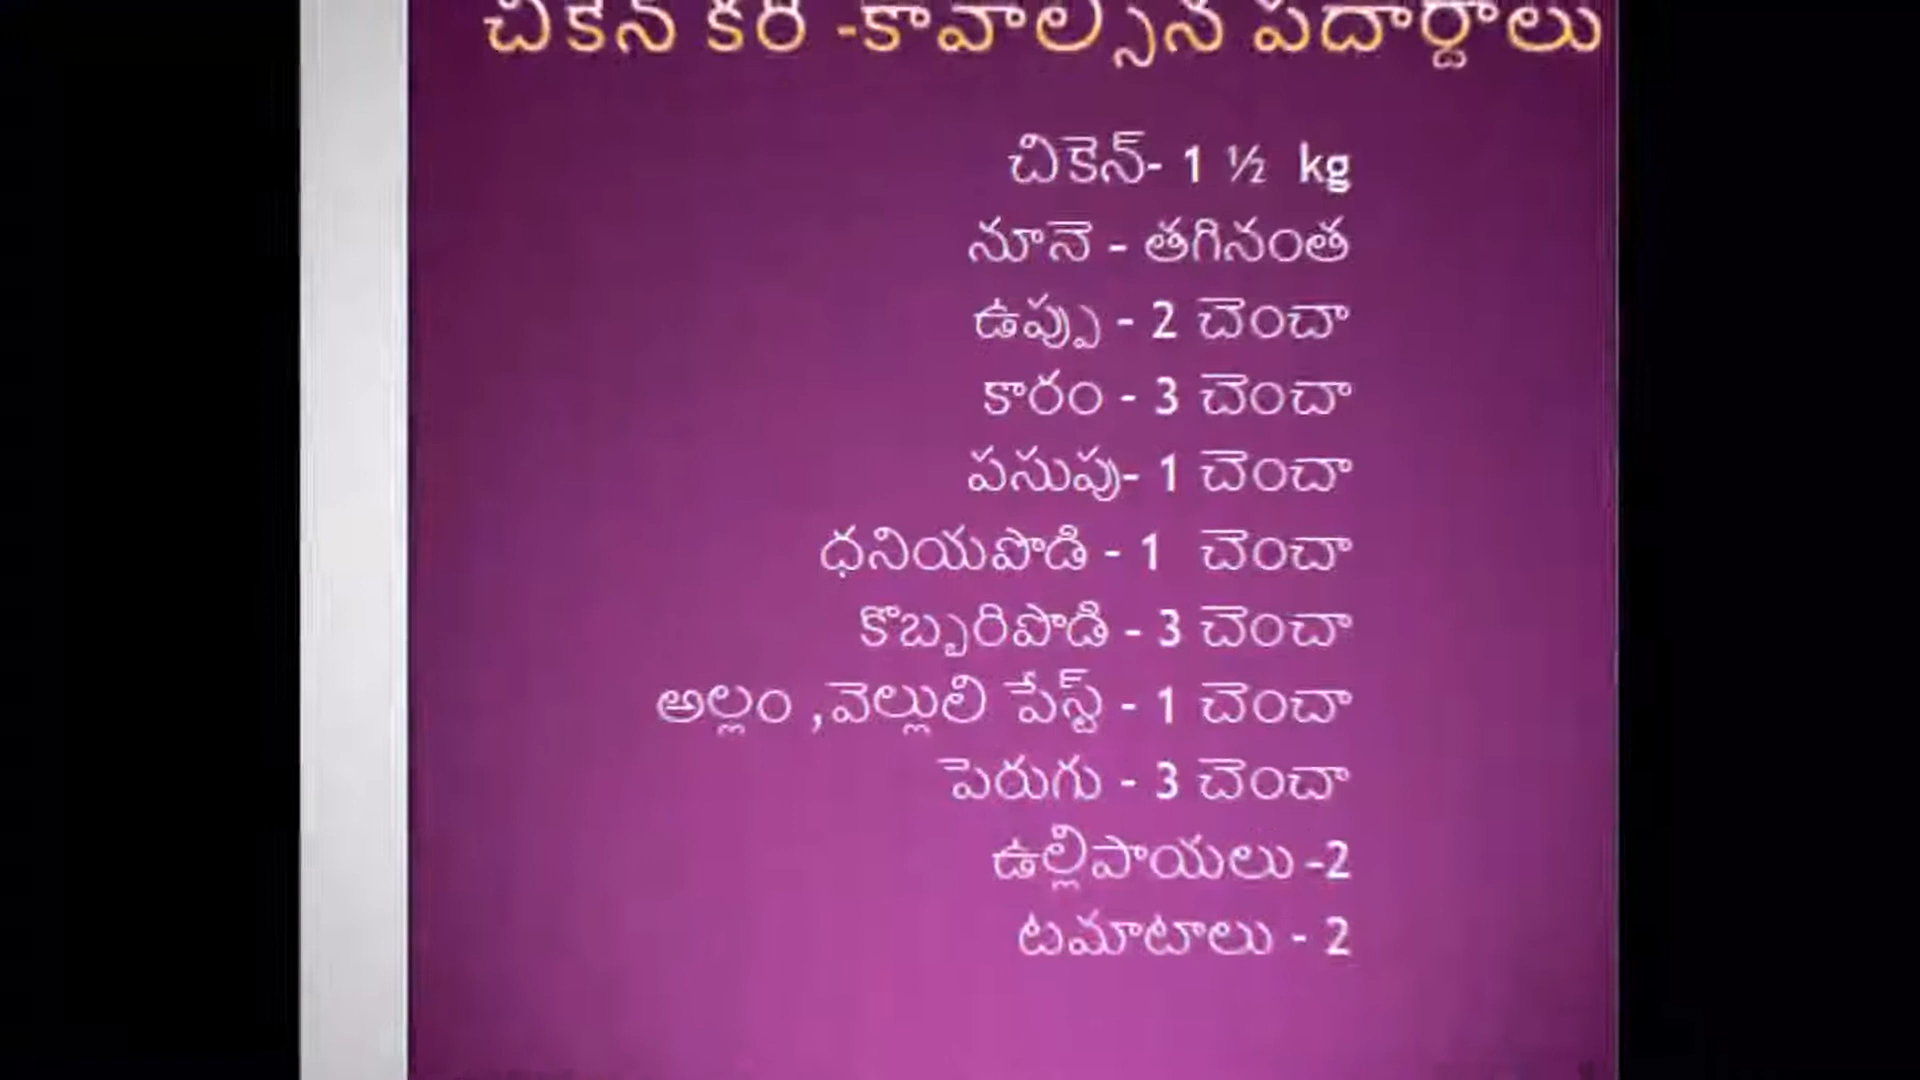 చికెన్ కర్రీ -కావాల్సిన పదార్దాలు
చికెన్- 1 ½ kg
నూనె - తగినంత
ఉప్పు - 2 చెంచా
కారం - 3 చెంచా
పసుపు- 1 చెంచా
ధనియపొడి - 1 చెంచా
కొబ్బరిపొడి - 3 చెంచా
అల్లం ,వెల్లులి పేస్ట్ - 1 చెంచా
పెరుగు - 3 చెంచా
ఉల్లిపాయలు -2
టమాటాలు - 2